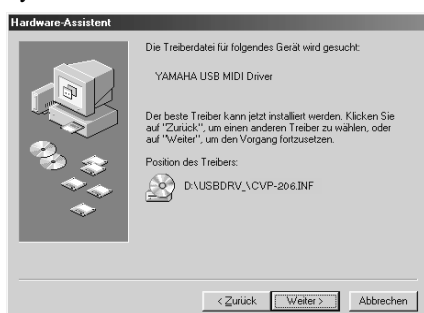 Hardware-Assistent
Die Treiberdatei für folgendes Gerät wird gesucht:
YAMAHA USB MIDI Driver
Der beste Treiber kann jetzt installiert werden. Klicken Sie
auf "Zurück", um einen anderen Treiber zu wählen, oder
auf "Weiter", um den Vorgang fortzusetzen.
Position des Treibers:
D:\USBDRV_\CVP-206.INF
< Zurück
Weiter >
Abbrechen